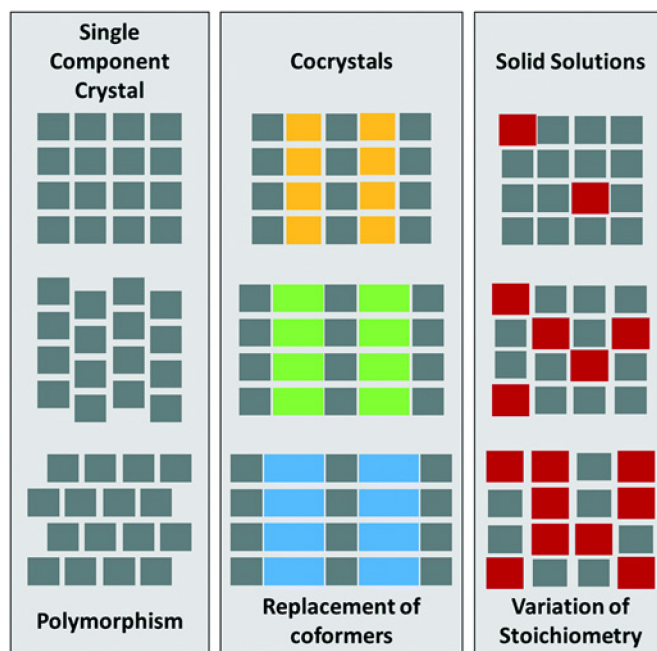 Single
Component
Crystal
Polymorphism
Cocrystals
Replacement of
coformers
Solid Solutions
Variation of
Stoichiometry